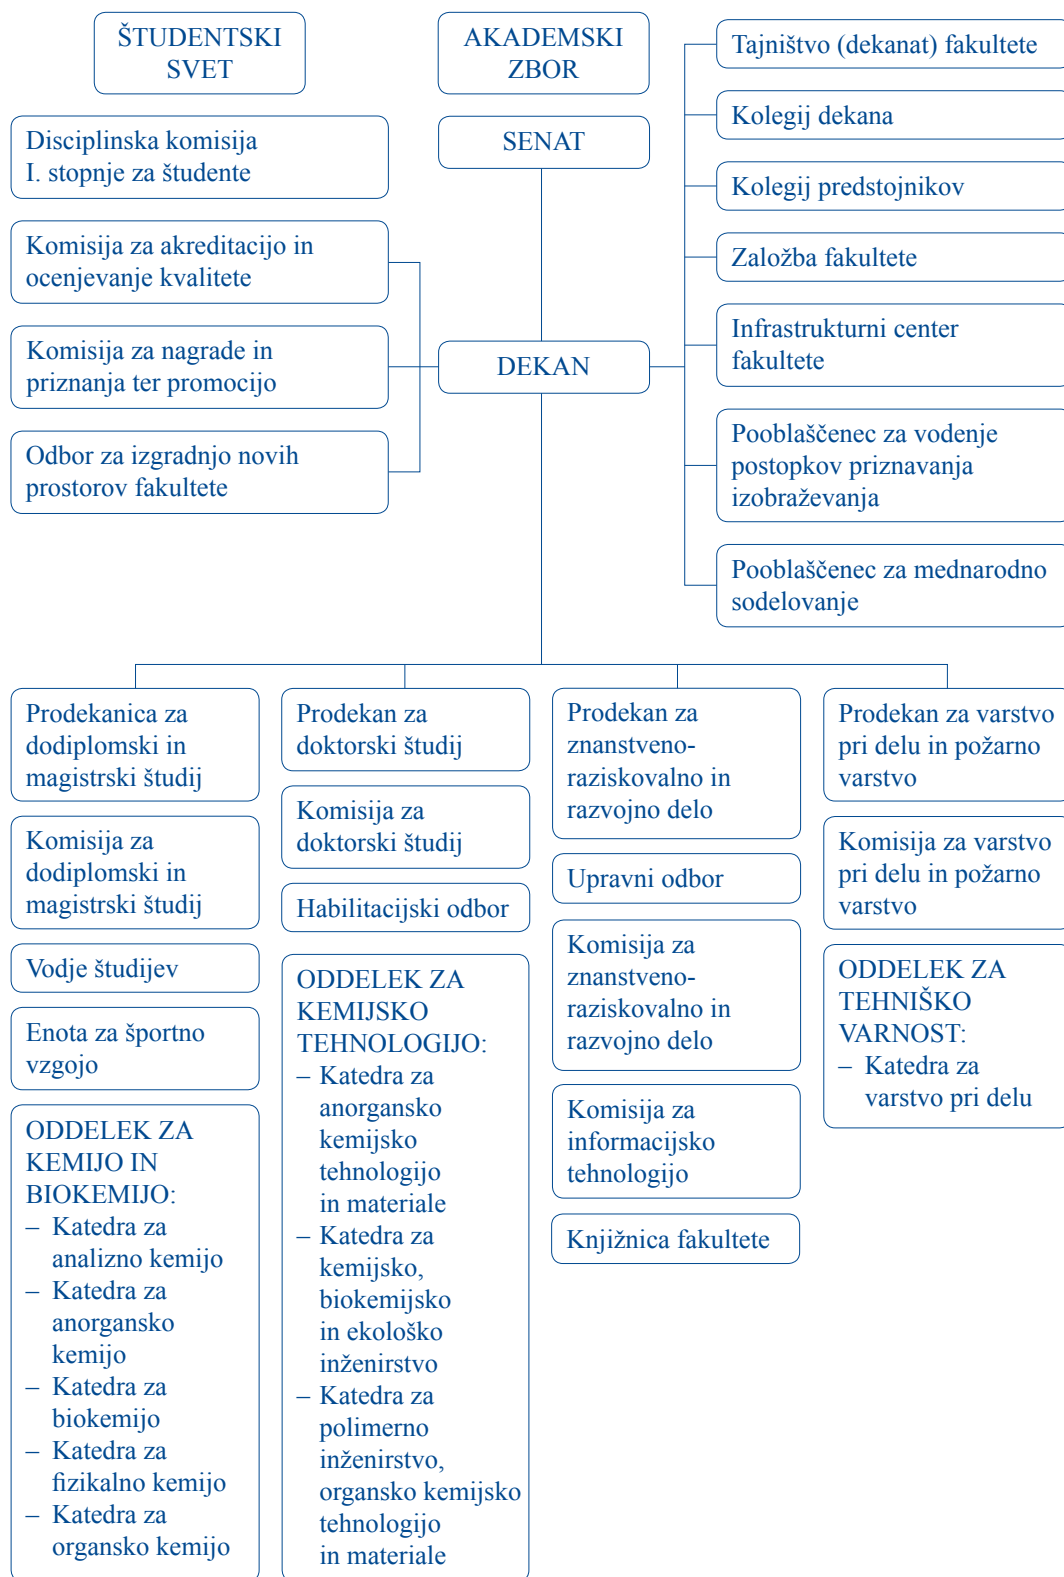 ŠTUDENTSKI
SVET
AKADEMSKI
ZBOR
SENAT
DEKAN
Disciplinska komisija
I. stopnje za študente
Komisija za akreditacijo in
ocenjevanje kvalitete
Komisija za nagrade in
priznanja ter promocijo
Odbor za izgradnjo novih
prostorov fakultete
Tajništvo (dekanat) fakultete
Kolegij dekana
Kolegij predstojnikov
Založba fakultete
Infrastrukturni center
fakultete
Pooblaščenec za vodenje
postopkov priznavanja
izobraževanja
Pooblaščenec za mednarodno
sodelovanje
Prodekanica za
dodiplomski in
magistrski študij
Komisija za
dodiplomski in
magistrski študij
Vodje študijev
Enota za športno
vzgojo
ODDELEK ZA
KEMIJO IN
BIOKEMIJO:
– Katedra za
analizno kemijo
– Katedra za
anorgansko
kemijo
– Katedra za
biokemijo
– Katedra za
fizikalno kemijo
– Katedra za
organsko kemijo
Prodekan za
doktorski študij
Komisija za
doktorski študij
Habilitacijski odbor
ODDELEK ZA
KEMIJSKO
TEHNOLOGIJO:
– Katedra za
anorgansko
kemijsko
tehnologijo
in materiale
– Katedra za
kemijsko,
biokemijsko
in ekološko
inženirstvo
– Katedra za
polimerno
inženirstvo,
organsko kemijsko
tehnologijo
in materiale
Prodekan za
znanstveno-
raziskovalno in
razvojno delo
Upravni odbor
Komisija za
znanstveno-
raziskovalno in
razvojno delo
Komisija za
informacijsko
tehnologijo
Knjižnica fakultete
Prodekan za varstvo
pri delu in požarno
varstvo
Komisija za varstvo
pri delu in požarno
varstvo
ODDELEK ZA
TEHNIŠKO
VARNOST:
– Katedra za
varstvo pri delu